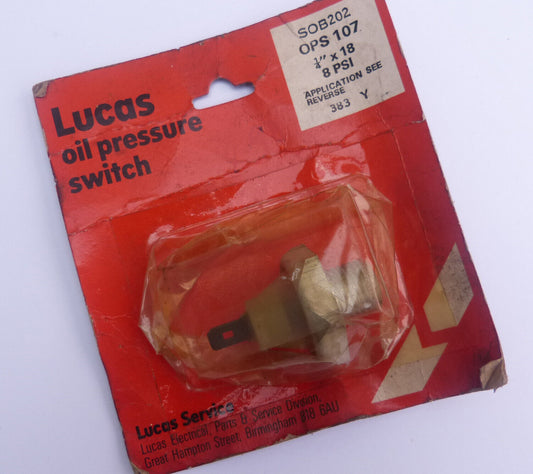 SOB202
OPS 107
¼" x 18
8 PSI
APPLICATION SEE
REVERSE
383 Y
Lucas
oil pressure
switch
Lucas Service
Lucas Electrical, Parts & Service Division,
Great Hampton Street, Birmingham B18 6AU